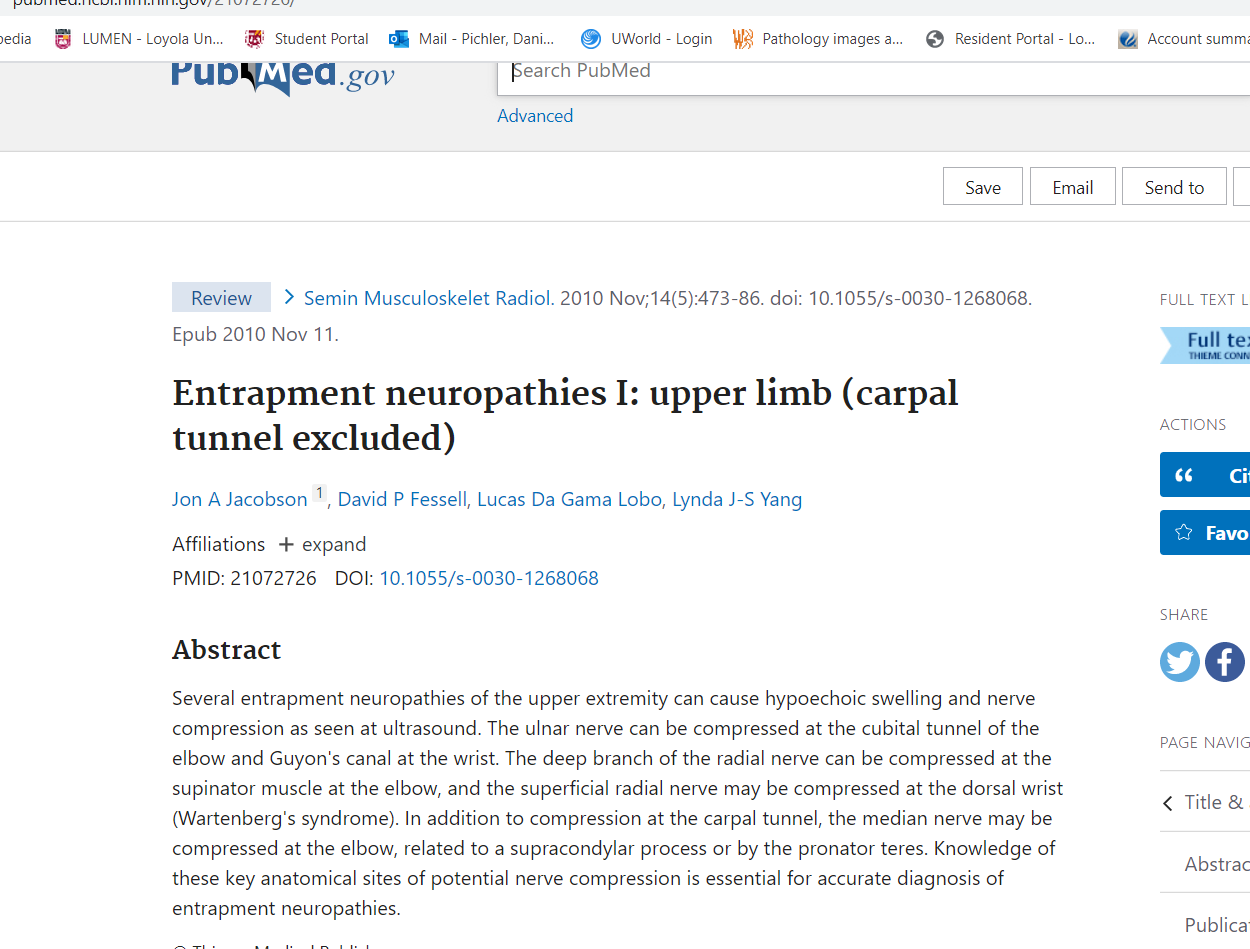 pubmed.ncbi.nlm.nih.gov/21072726/
pedia LUMEN - Loyola Un... Student Portal Mail - Pichler, Dani... UWorld - Login Pathology images a... Resident Portal - Lo... Account summa
PubMed.gov
Search PubMed
Advanced
Save Email Send to
Review Semin Musculoskelet Radiol. 2010 Nov;14(5):473-86. doi: 10.1055/s-0030-1268068.
Epub 2010 Nov 11.
Entrapment neuropathies I: upper limb (carpal
tunnel excluded)
Jon A Jacobson 1, David P Fessell, Lucas Da Gama Lobo, Lynda J-S Yang
Affiliations + expand
PMID: 21072726 DOI: 10.1055/s-0030-1268068
Abstract
Several entrapment neuropathies of the upper extremity can cause hypoechoic swelling and nerve
compression as seen at ultrasound. The ulnar nerve can be compressed at the cubital tunnel of the
elbow and Guyon's canal at the wrist. The deep branch of the radial nerve can be compressed at the
supinator muscle at the elbow, and the superficial radial nerve may be compressed at the dorsal wrist
(Wartenberg's syndrome). In addition to compression at the carpal tunnel, the median nerve may be
compressed at the elbow, related to a supracondylar process or by the pronator teres. Knowledge of
these key anatomical sites of potential nerve compression is essential for accurate diagnosis of
entrapment neuropathies.
FULL TEXT L
Full tex
THIEME CONN
ACTIONS
Cit
Favo
SHARE
PAGE NAVIG
Title &
Abstrac
Publicat